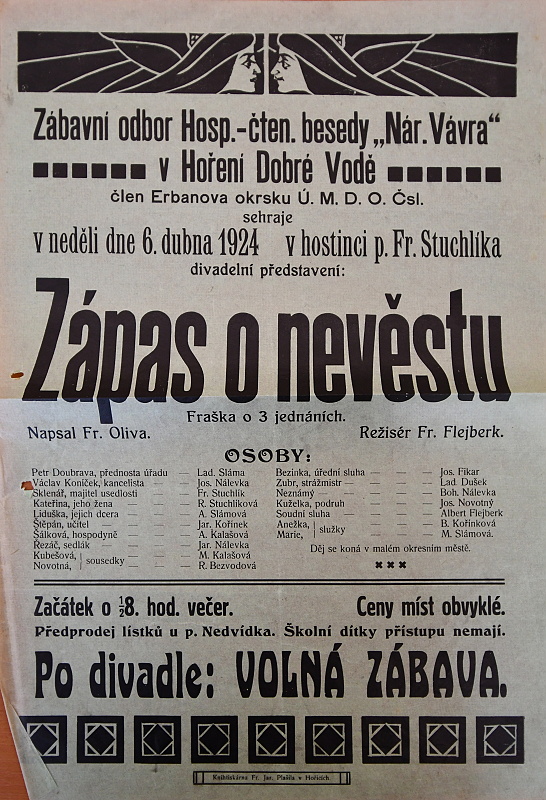 Zábavní odbor Hosp.-čten. besedy „Nár. Vávra“
v Hoření Dobré Vodě
člen Erbanova okrsku Ú. M. D. O. Čsl.
sehraje
v neděli dne 6. dubna 1924 v hostinci p. Fr. Stuchlíka
divadelní představení:
Zápas o nevěstu
Fraška o 3 jednáních.
Napsal Fr. Oliva. Režisér Fr. Flejberk.
OSOBY:
Petr Doubrava, přednosta úřadu — Lad. Sláma
Václav Koníček, kancelista — Jos. Nálevka
Sklenář, majitel usedlosti — Fr. Stuchlík
Kateřina, jeho žena — — R. Stuchlíková
Liduška, jejich dcera — — A. Slámová
Štěpán, učitel — — — Jar. Kořínek
Šálková, hospodyně — — A. Kalašová
Řezáč, sedlák — — — Jar. Nálevka
Kubešová, } sousedky — — M. Kalašová
Novotná, } sousedky — — R. Bezvodová
Bezinka, úřední sluha — — — Jos. Fikar
Zubr, strážmistr — — — — Lad. Dušek
Neznámý — — — — Boh. Nálevka
Kuželka, podruh — — — Jos. Novotný
Soudní sluha — — — — Albert Flejberk
Anežka, } služky — — — B. Kořínková
Marie, } služky — — — M. Slámová.
Děj se koná v malém okresním městě.
Začátek o ½8. hod. večer. Ceny míst obvyklé.
Předprodej lístků u p. Nedvídka. Školní dítky přístupu nemají.
Po divadle: VOLNÁ ZÁBAVA.
Knihtiskárna Fr. Jar. Plašila v Hořicích.